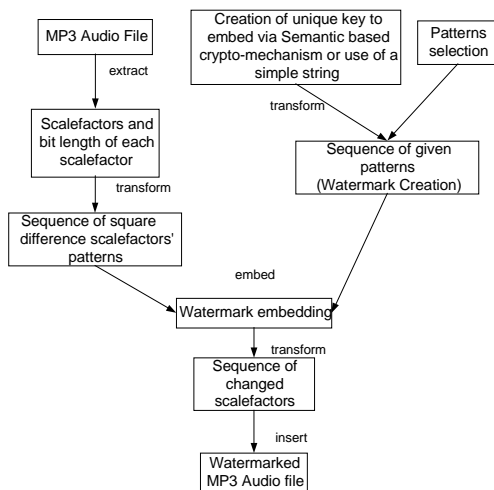 MP3 Audio File
Creation of unique key to
embed via Semantic based
crypto-mechanism or use of a
simple string
Patterns
selection
extract
transform
Scalefactors and
bit length of each
scalefactor
Sequence of given
patterns
(Watermark Creation)
transform
Sequence of square
difference scalefactors'
patterns
embed
Watermark embedding
transform
Sequence of
changed
scalefactors
insert
Watermarked
MP3 Audio file